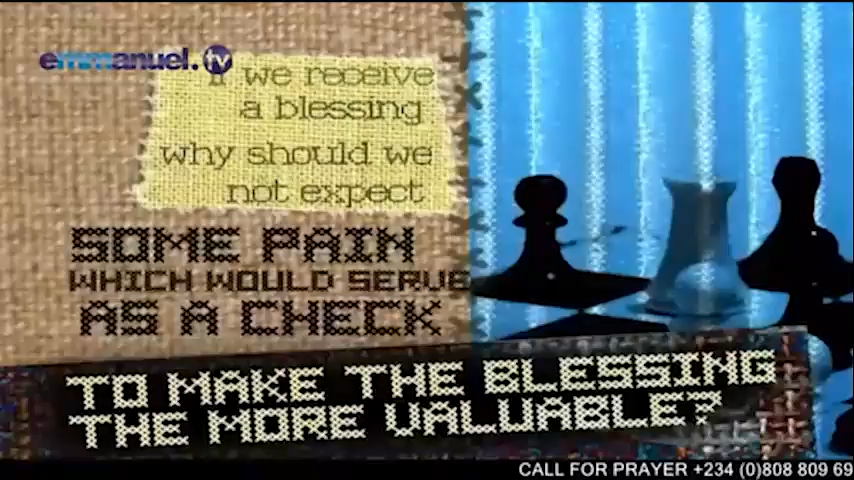 emmanuel.tv
If we receive
a blessing
why should we
not expect
SOME PAIN
WHICH WOULD SERVE
AS A CHECK
TO MAKE THE BLESSING
THE MORE VALUABLE?
CALL FOR PRAYER +234 (0)808 809 69